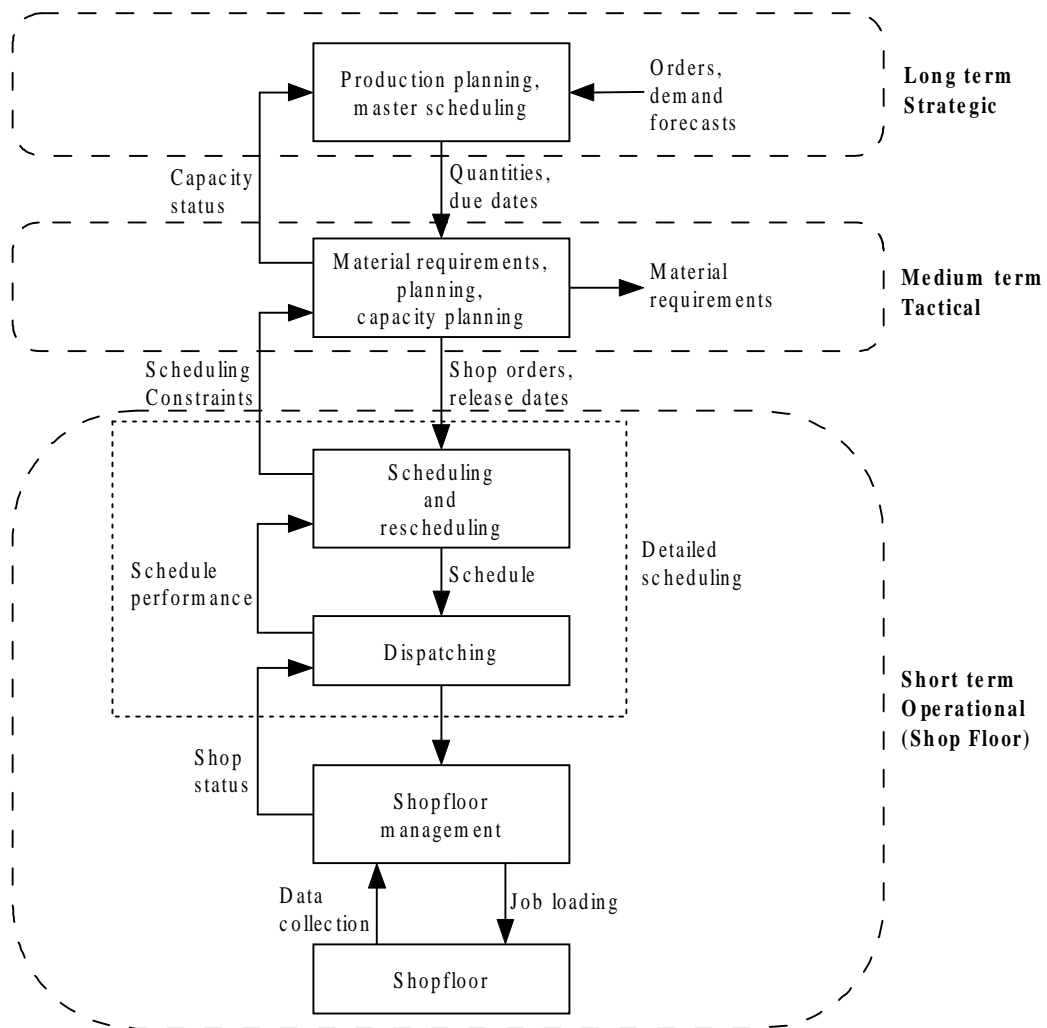 Production planning,
master scheduling
Orders,
demand
forecasts
Long term
Strategic
Capacity
status
Quantities,
due dates
Material requirements,
planning,
capacity planning
Material
requirements
Medium term
Tactical
Scheduling
Constraints
Shop orders,
release dates
Scheduling
and
rescheduling
Detailed
scheduling
Schedule
performance
Schedule
Dispatching
Short term
Operational
(Shop Floor)
Shop
status
Shopfloor
management
Data
collection
Job loading
Shopfloor